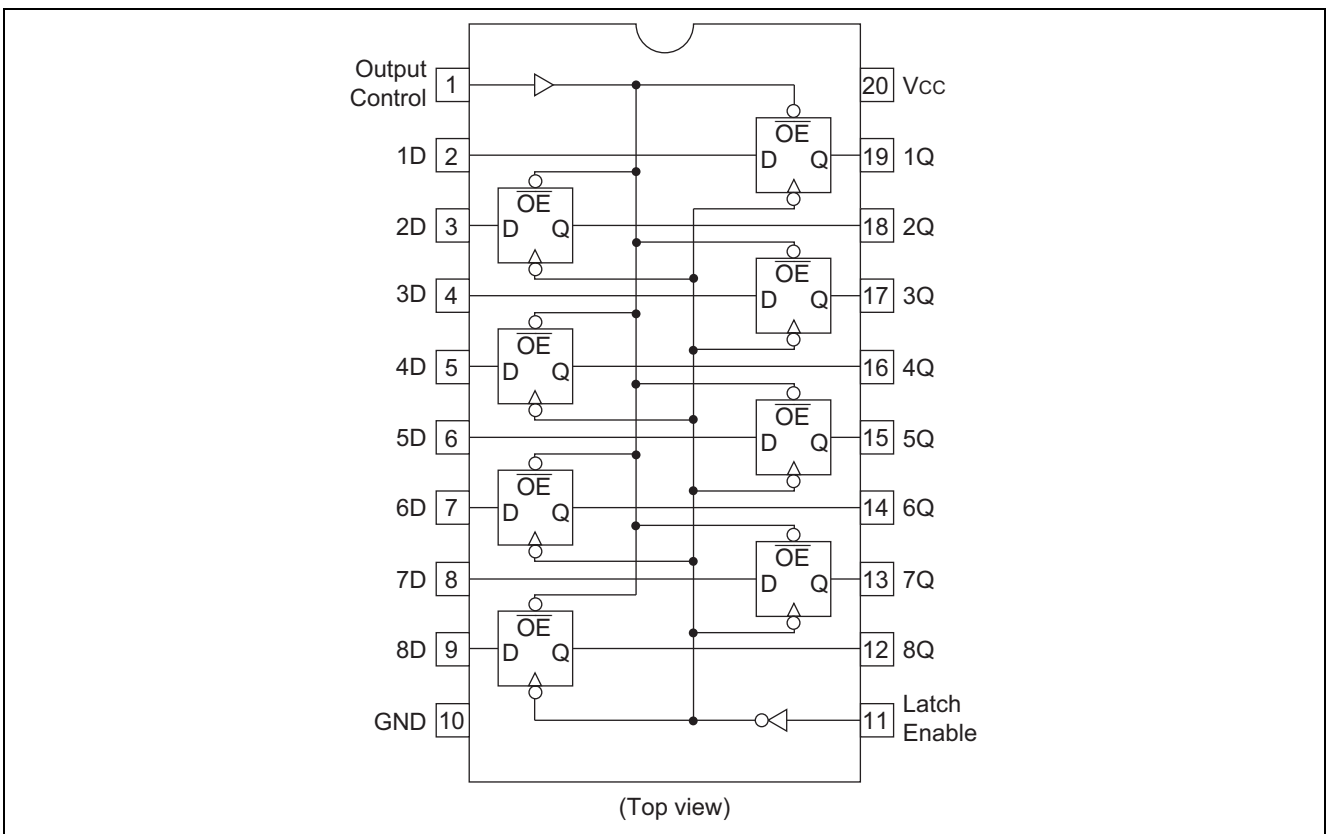 Output
Control 1
20 Vcc
OE
1D 2
D Q
19 1Q
OE
2D 3
D Q
18 2Q
OE
3D 4
D Q
17 3Q
OE
4D 5
D Q
16 4Q
OE
5D 6
D Q
15 5Q
OE
6D 7
D Q
14 6Q
OE
7D 8
D Q
13 7Q
OE
8D 9
D Q
12 8Q
GND 10
11 Latch
Enable
(Top view)